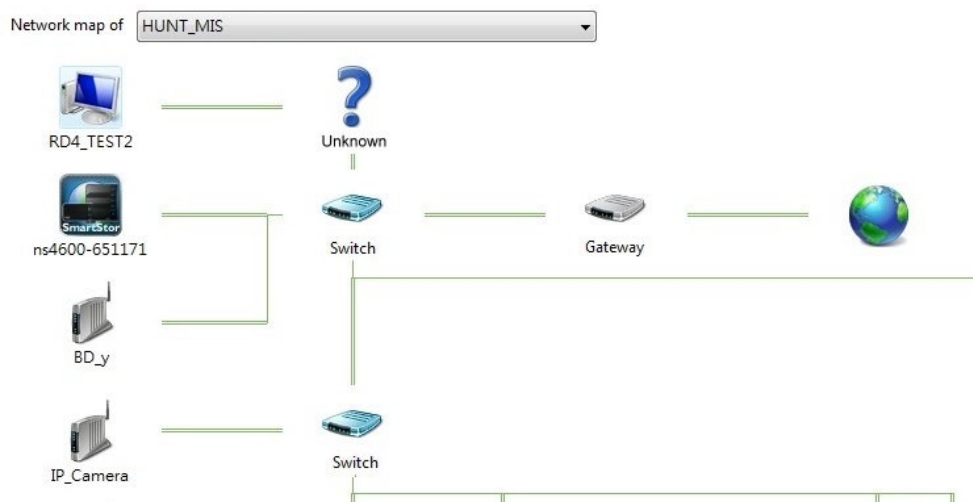 Network map of HUNT_MIS
RD4_TEST2
Unknown
SmartStor
ns4600-651171
Switch
Gateway
BD_y
IP_Camera
Switch